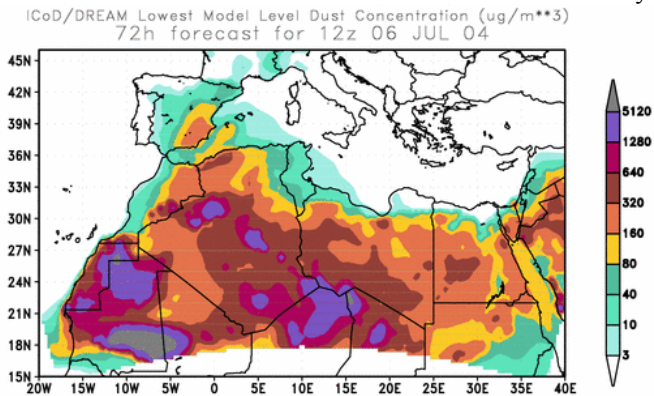 ICoD/DREAM Lowest Model Level Dust Concentration (ug/m**3)
72h forecast for 12z 06 JUL 04
45N
42N
39N
36N
33N
30N
27N
24N
21N
18N
15N
20W 15W 10W 5W 0 5E 10E 15E 20E 25E 30E 35E 40E
5120
1280
640
320
160
80
40
10
3